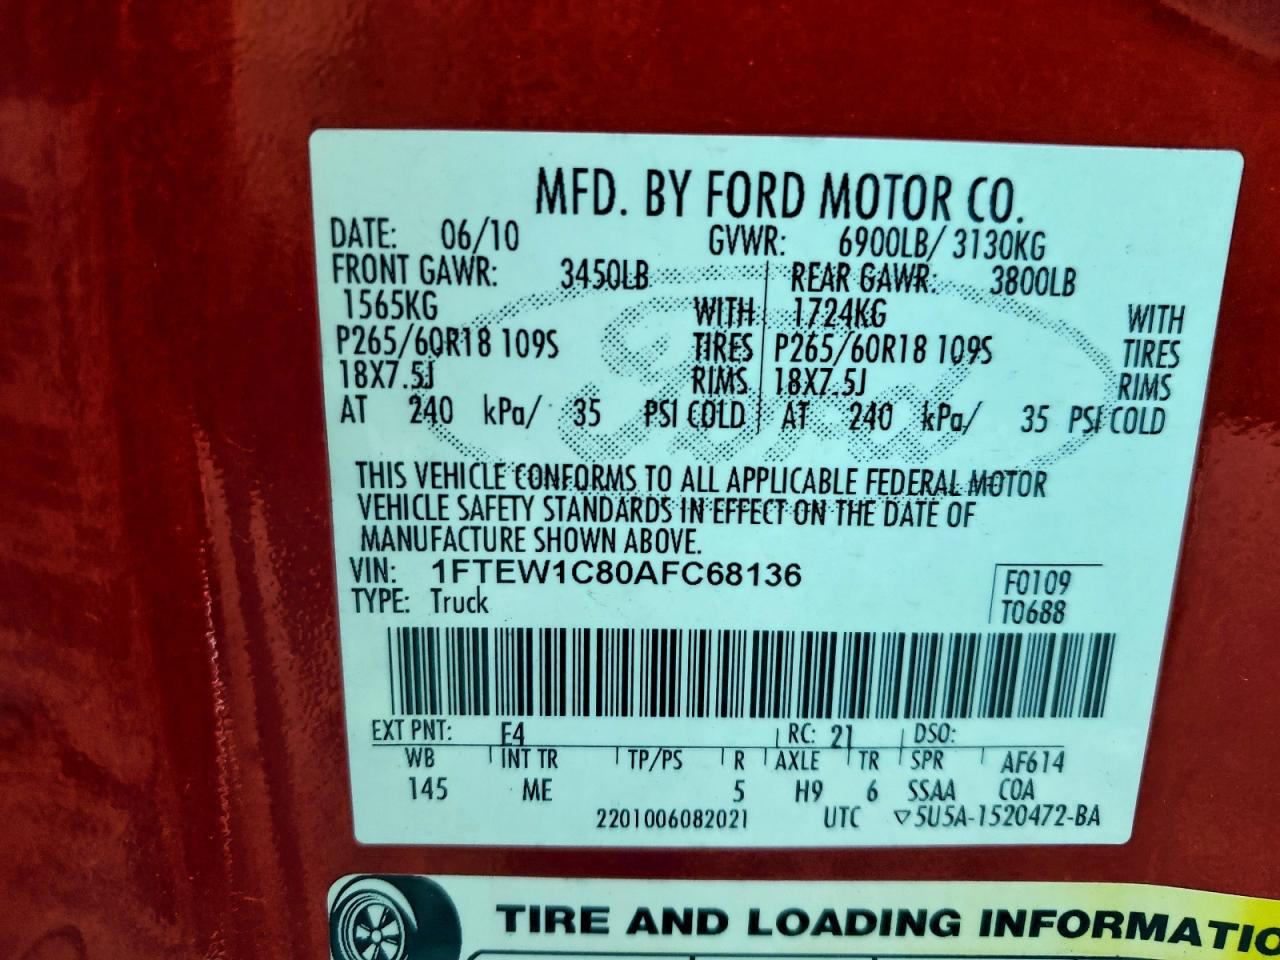 MFD. BY FORD MOTOR CO.
DATE: 06/10 GVWR: 6900LB/ 3130KG
FRONT GAWR: 3450LB REAR GAWR: 3800LB
1565KG WITH 1724KG WITH
P265/60R18 109S TIRES P265/60R18 109S TIRES
18X7.5J RIMS 18X7.5J RIMS
AT 240 kPa/ 35 PSI COLD AT 240 kPa/ 35 PSI COLD
Ford
THIS VEHICLE CONFORMS TO ALL APPLICABLE FEDERAL MOTOR
VEHICLE SAFETY STANDARDS IN EFFECT ON THE DATE OF
MANUFACTURE SHOWN ABOVE.
VIN: 1FTEW1C80AFC68136 F0109
TYPE: Truck T0688
EXT PNT: E4 RC: 21 DSO:
WB INT TR TP/PS R AXLE TR SPR AF614
145 ME 5 H9 6 SSAA COA
2201006082021 UTC ▽5U5A-1520472-BA
TIRE AND LOADING INFORMATIO